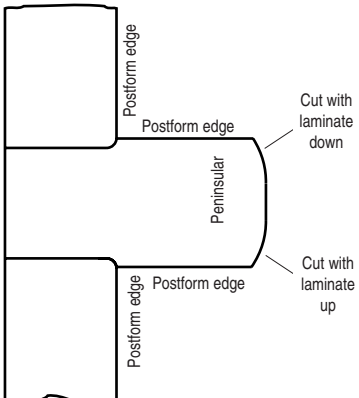 Postform edge
Postform edge
Cut with
laminate
down
Peninsular
Cut with
laminate
up
Postform edge
Postform edge